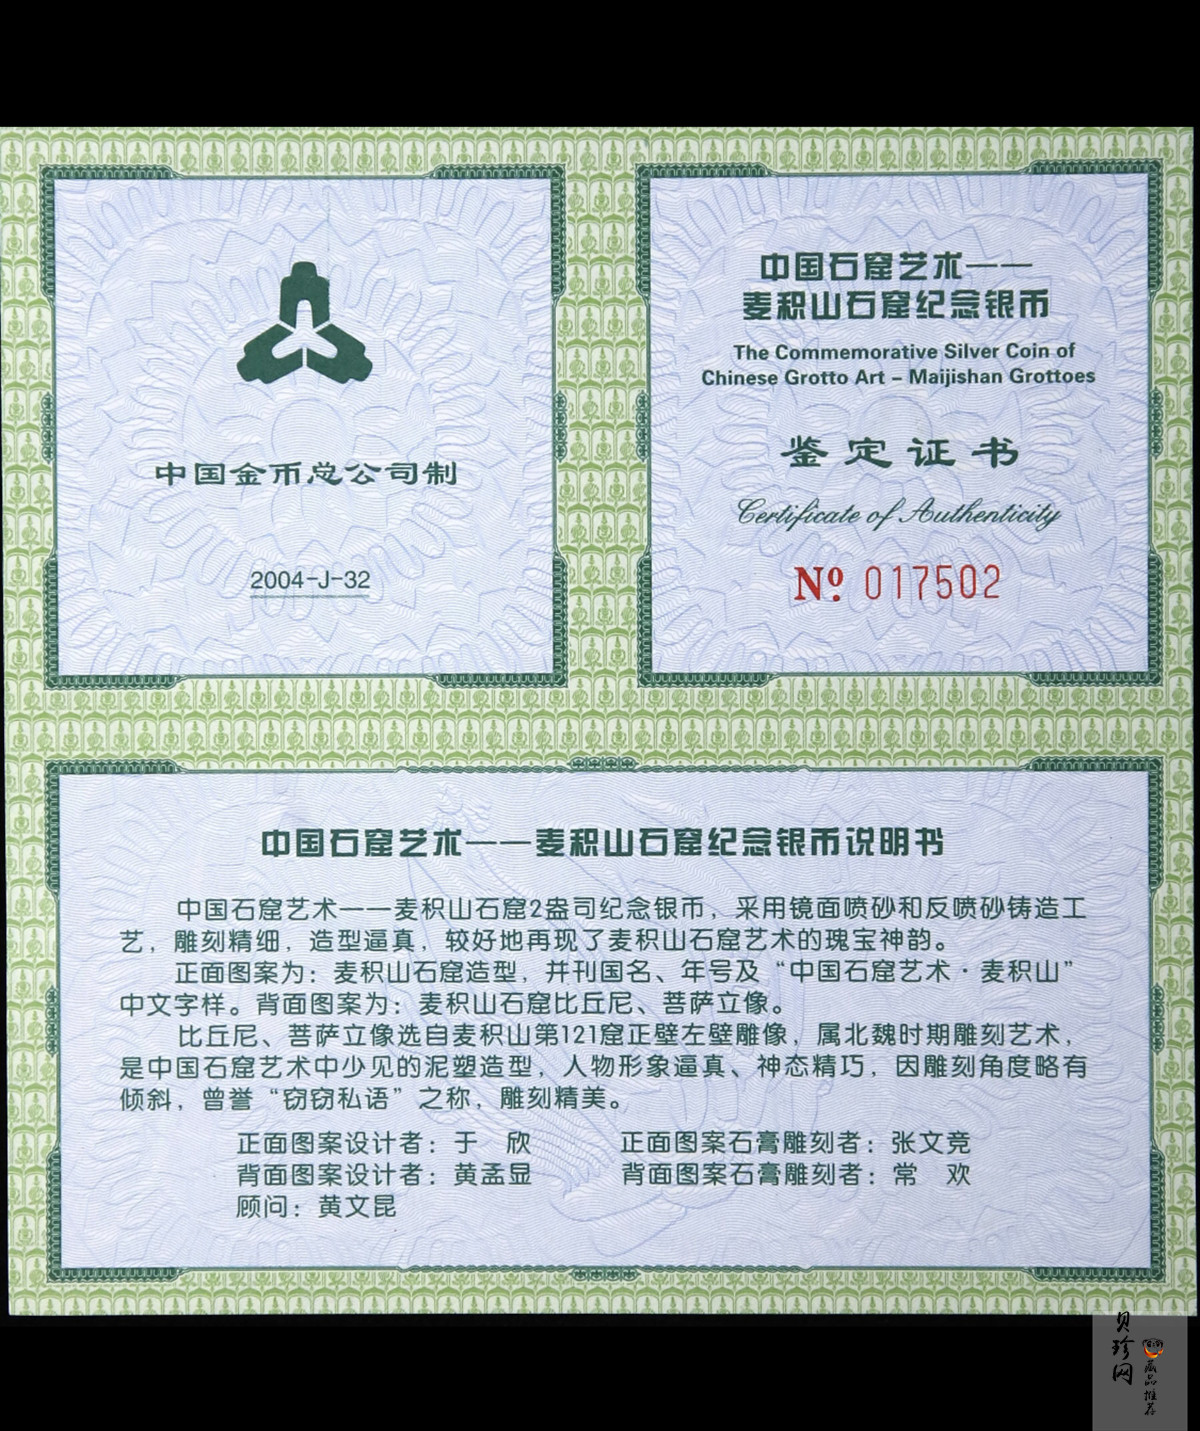 中国金币总公司制
2004-J-32
中国石窟艺术——
麦积山石窟纪念银币
The Commemorative Silver Coin of
Chinese Grotto Art – Maijishan Grottoes
鉴定证书
Certificate of Authenticity
Nº 017502
中国石窟艺术——麦积山石窟纪念银币说明书
中国石窟艺术——麦积山石窟2盎司纪念银币，采用镜面喷砂和反喷砂铸造工
艺，雕刻精细，造型逼真，较好地再现了麦积山石窟艺术的瑰宝神韵。
正面图案为：麦积山石窟造型，并刊国名、年号及“中国石窟艺术·麦积山”
中文字样。背面图案为：麦积山石窟比丘尼、菩萨立像。
比丘尼、菩萨立像选自麦积山第121窟正壁左壁雕像，属北魏时期雕刻艺术，
是中国石窟艺术中少见的泥塑造型，人物形象逼真、神态精巧，因雕刻角度略有
倾斜，曾誉“窃窃私语”之称，雕刻精美。
正面图案设计者：于　欣　正面图案石膏雕刻者：张文竞
背面图案设计者：黄孟显　背面图案石膏雕刻者：常　欢
顾问：黄文昆
贝珍网
藏品推荐